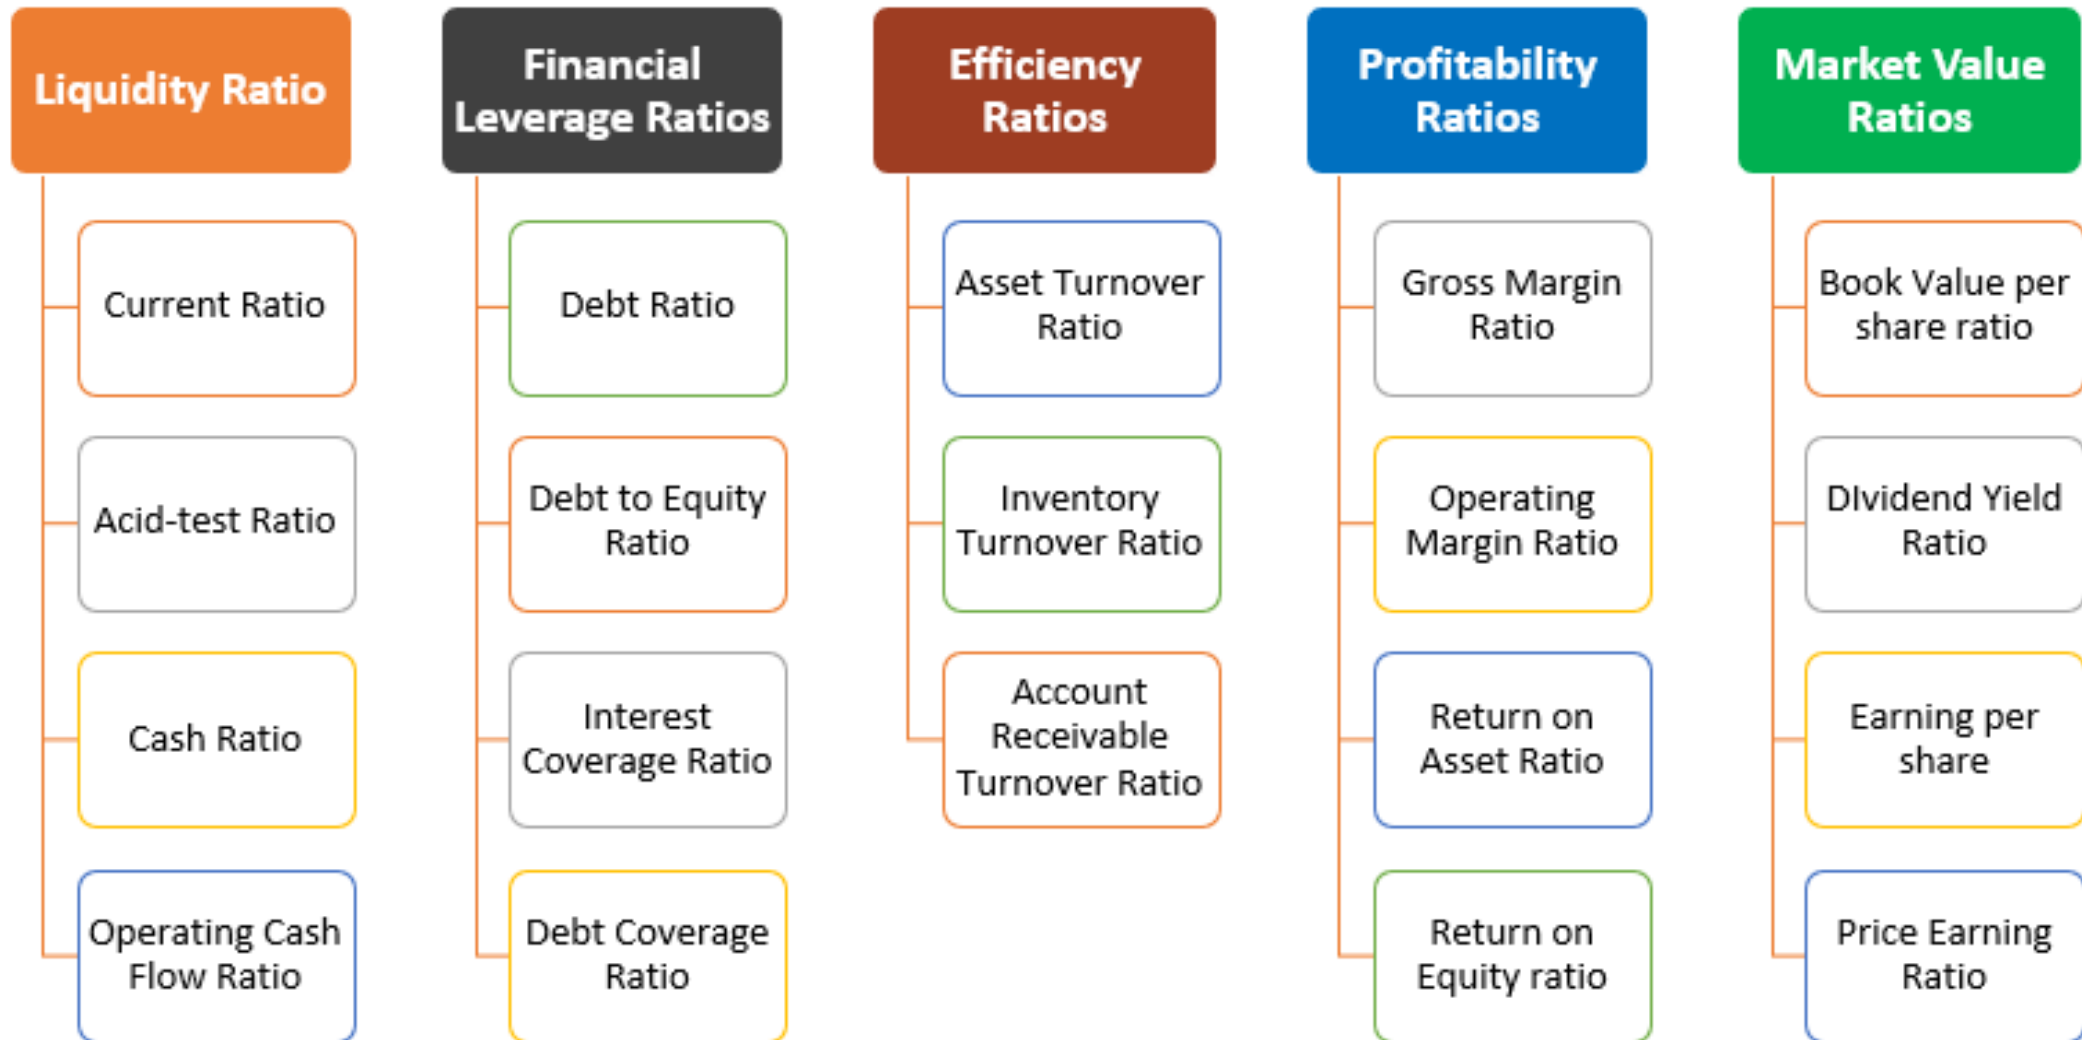 Liquidity Ratio
Current Ratio
Acid-test Ratio
Cash Ratio
Operating Cash
Flow Ratio
Financial
Leverage Ratios
Debt Ratio
Debt to Equity
Ratio
Interest
Coverage Ratio
Debt Coverage
Ratio
Efficiency
Ratios
Asset Turnover
Ratio
Inventory
Turnover Ratio
Account
Receivable
Turnover Ratio
Profitability
Ratios
Gross Margin
Ratio
Operating
Margin Ratio
Return on
Asset Ratio
Return on
Equity ratio
Market Value
Ratios
Book Value per
share ratio
DIvidend Yield
Ratio
Earning per
share
Price Earning
Ratio